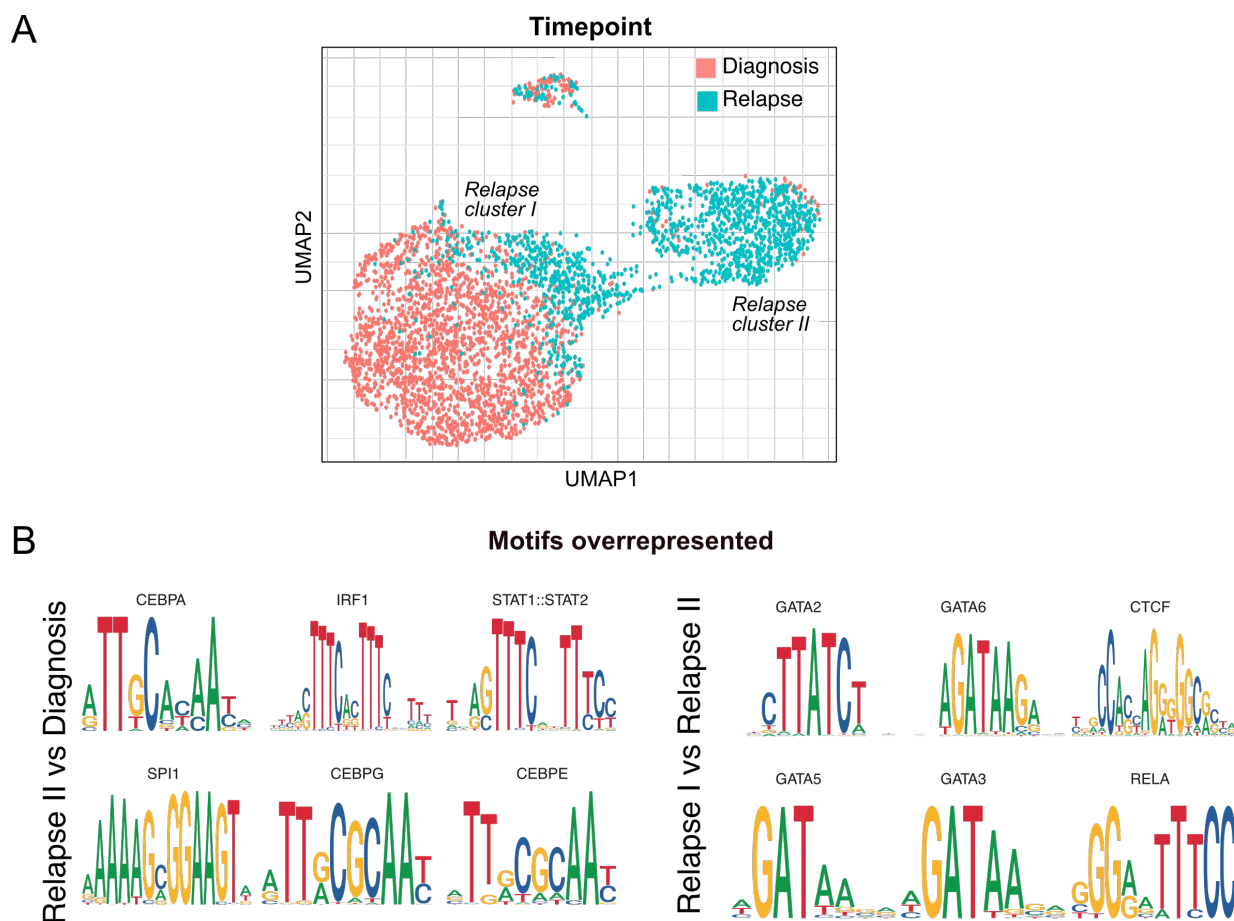 A
Timepoint
Diagnosis
Relapse
Relapse
cluster I
Relapse
cluster II
UMAP2
UMAP1
B
Motifs overrepresented
Relapse II vs Diagnosis
CEBPA
IRF1
STAT1::STAT2
SPI1
CEBPG
CEBPE
Relapse I vs Relapse II
GATA2
GATA6
CTCF
GATA5
GATA3
RELA